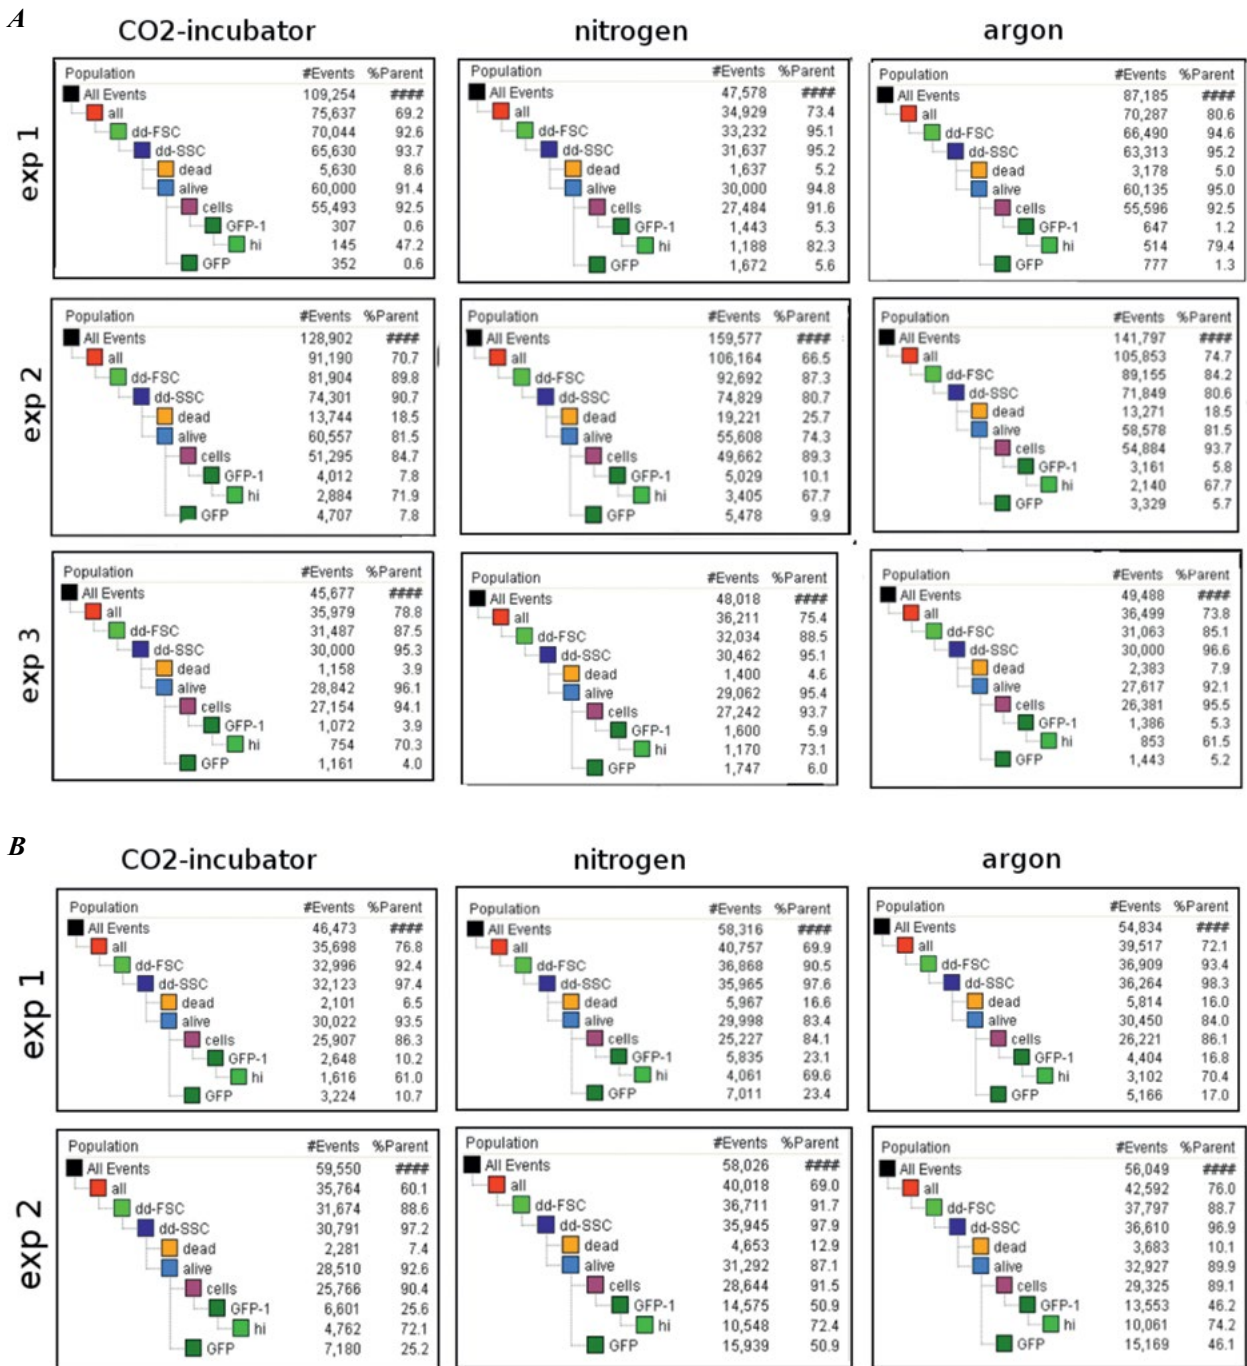 A
CO2-incubator
nitrogen
argon
exp 1
Population #Events %Parent
All Events 109,254 ####
all 75,637 69.2
dd-FSC 70,044 92.6
dd-SSC 65,630 93.7
dead 5,630 8.6
alive 60,000 91.4
cells 55,493 92.5
GFP-1 307 0.6
hi 145 47.2
GFP 352 0.6
Population #Events %Parent
All Events 47,578 ####
all 34,929 73.4
dd-FSC 33,232 95.1
dd-SSC 31,637 95.2
dead 1,637 5.2
alive 30,000 94.8
cells 27,484 91.6
GFP-1 1,443 5.3
hi 1,188 82.3
GFP 1,672 5.6
Population #Events %Parent
All Events 87,185 ####
all 70,287 80.6
dd-FSC 66,490 94.6
dd-SSC 63,313 95.2
dead 3,178 5.0
alive 60,135 95.0
cells 55,596 92.5
GFP-1 647 1.2
hi 514 79.4
GFP 777 1.3
exp 2
Population #Events %Parent
All Events 128,902 ####
all 91,190 70.7
dd-FSC 81,904 89.8
dd-SSC 74,301 90.7
dead 13,744 18.5
alive 60,557 81.5
cells 51,295 84.7
GFP-1 4,012 7.8
hi 2,884 71.9
GFP 4,707 7.8
Population #Events %Parent
All Events 159,577 ####
all 106,164 66.5
dd-FSC 92,692 87.3
dd-SSC 74,829 80.7
dead 19,221 25.7
alive 55,608 74.3
cells 49,662 89.3
GFP-1 5,029 10.1
hi 3,405 67.7
GFP 5,478 9.9
Population #Events %Parent
All Events 141,797 ####
all 105,853 74.7
dd-FSC 89,155 84.2
dd-SSC 71,849 80.6
dead 13,271 18.5
alive 58,578 81.5
cells 54,884 93.7
GFP-1 3,161 5.8
hi 2,140 67.7
GFP 3,329 5.7
exp 3
Population #Events %Parent
All Events 45,677 ####
all 35,979 78.8
dd-FSC 31,487 87.5
dd-SSC 30,000 95.3
dead 1,158 3.9
alive 28,842 96.1
cells 27,154 94.1
GFP-1 1,072 3.9
hi 754 70.3
GFP 1,161 4.0
Population #Events %Parent
All Events 48,018 ####
all 36,211 75.4
dd-FSC 32,034 88.5
dd-SSC 30,462 95.1
dead 1,400 4.6
alive 29,062 95.4
cells 27,242 93.7
GFP-1 1,600 5.9
hi 1,170 73.1
GFP 1,747 6.0
Population #Events %Parent
All Events 49,488 ####
all 36,499 73.8
dd-FSC 31,063 85.1
dd-SSC 30,000 96.6
dead 2,383 7.9
alive 27,617 92.1
cells 26,381 95.5
GFP-1 1,386 5.3
hi 853 61.5
GFP 1,443 5.2
B
CO2-incubator
nitrogen
argon
exp 1
Population #Events %Parent
All Events 46,473 ####
all 35,698 76.8
dd-FSC 32,996 92.4
dd-SSC 32,123 97.4
dead 2,101 6.5
alive 30,022 93.5
cells 25,907 86.3
GFP-1 2,648 10.2
hi 1,616 61.0
GFP 3,224 10.7
Population #Events %Parent
All Events 58,316 ####
all 40,757 69.9
dd-FSC 36,868 90.5
dd-SSC 35,965 97.6
dead 5,967 16.6
alive 29,998 83.4
cells 25,227 84.1
GFP-1 5,835 23.1
hi 4,061 69.6
GFP 7,011 23.4
Population #Events %Parent
All Events 54,834 ####
all 39,517 72.1
dd-FSC 36,909 93.4
dd-SSC 36,264 98.3
dead 5,814 16.0
alive 30,450 84.0
cells 26,221 86.1
GFP-1 4,404 16.8
hi 3,102 70.4
GFP 5,166 17.0
exp 2
Population #Events %Parent
All Events 59,550 ####
all 35,764 60.1
dd-FSC 31,674 88.6
dd-SSC 30,791 97.2
dead 2,281 7.4
alive 28,510 92.6
cells 25,766 90.4
GFP-1 6,601 25.6
hi 4,762 72.1
GFP 7,180 25.2
Population #Events %Parent
All Events 58,026 ####
all 40,018 69.0
dd-FSC 36,711 91.7
dd-SSC 35,945 97.9
dead 4,653 12.9
alive 31,292 87.1
cells 28,644 91.5
GFP-1 14,575 50.9
hi 10,548 72.4
GFP 15,939 50.9
Population #Events %Parent
All Events 56,049 ####
all 42,592 76.0
dd-FSC 37,797 88.7
dd-SSC 36,610 96.9
dead 3,683 10.1
alive 32,927 89.9
cells 29,325 89.1
GFP-1 13,553 46.2
hi 10,061 74.2
GFP 15,169 46.1